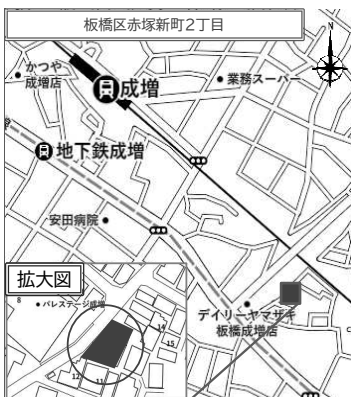 板橋区赤塚新町2丁目
N
かつや
成増店
成増
業務スーパー
地下鉄成増
安田病院
拡大図
8
パレステージ成増
デイリーヤマザキ
板橋成増店
14
15
12
11